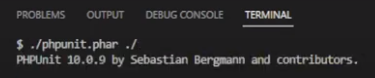 PROBLEMS OUTPUT DEBUG CONSOLE TERMINAL
$ ./phpunit.phar ./
PHPUnit 10.0.9 by Sebastian Bergmann and contributors.